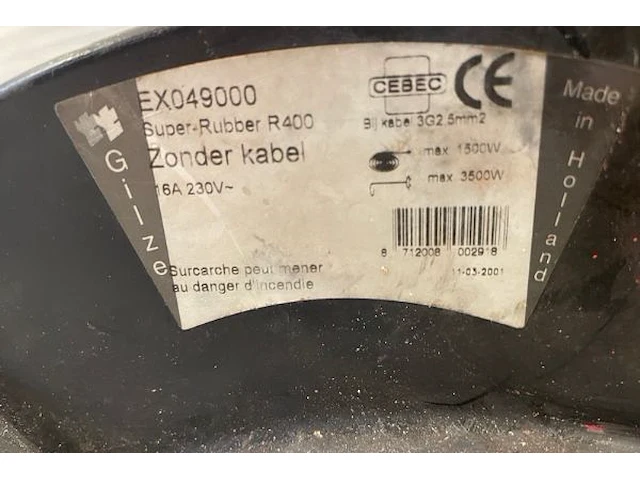 EX049000
Super-Rubber R400
Zonder kabel
16A 230V~
Surcarche peut mener
au danger d'incendie
Gilze
CEBEC CE
Bij kabel 3G2.5mm2
max 1500W
max 3500W
8 712008 002918
11-03-2001
Made
in
Holland